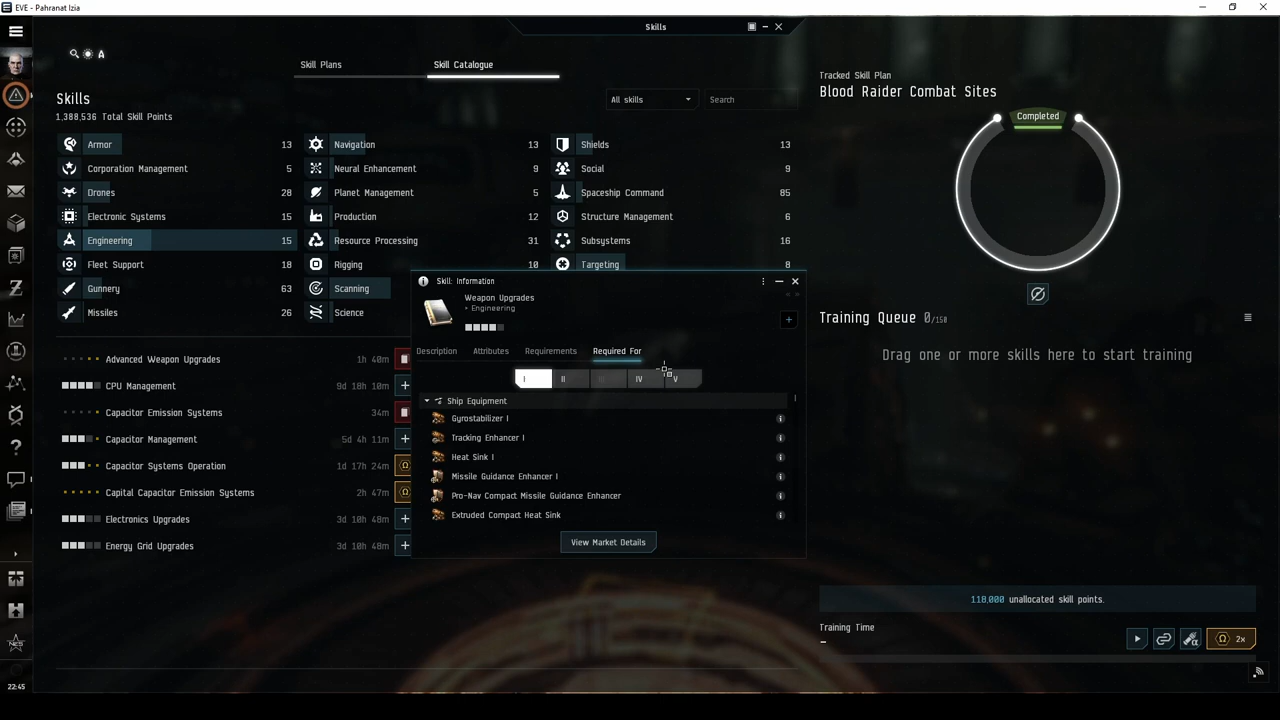 EVE - Pahranat Izia
Skills
A
Skill Plans
Skill Catalogue
Skills
All skills
Search
1,388,536 Total Skill Points
Armor 13
Navigation 13
Shields 13
Corporation Management 5
Neural Enhancement 9
Social 9
Drones 28
Planet Management 5
Spaceship Command 85
Electronic Systems 15
Production 12
Structure Management 6
Engineering 15
Resource Processing 31
Subsystems 16
Fleet Support 18
Rigging 10
Targeting 8
Gunnery 63
Scanning
Missiles 26
Science
Advanced Weapon Upgrades 1h 40m
CPU Management 9d 18h 10m
Capacitor Emission Systems 34m
Capacitor Management 5d 4h 11m
Capacitor Systems Operation 1d 17h 24m
Capital Capacitor Emission Systems 2h 47m
Electronics Upgrades 3d 10h 48m
Energy Grid Upgrades 3d 10h 48m
Skill: Information
Weapon Upgrades
• Engineering
Description
Attributes
Requirements
Required For
I II III IV V
Ship Equipment
Gyrostabilizer I
Tracking Enhancer I
Heat Sink I
Missile Guidance Enhancer I
Pro-Nav Compact Missile Guidance Enhancer
Extruded Compact Heat Sink
View Market Details
Tracked Skill Plan
Blood Raider Combat Sites
Completed
Training Queue 0/150
Drag one or more skills here to start training
118,000 unallocated skill points.
Training Time
–
2x
22:45